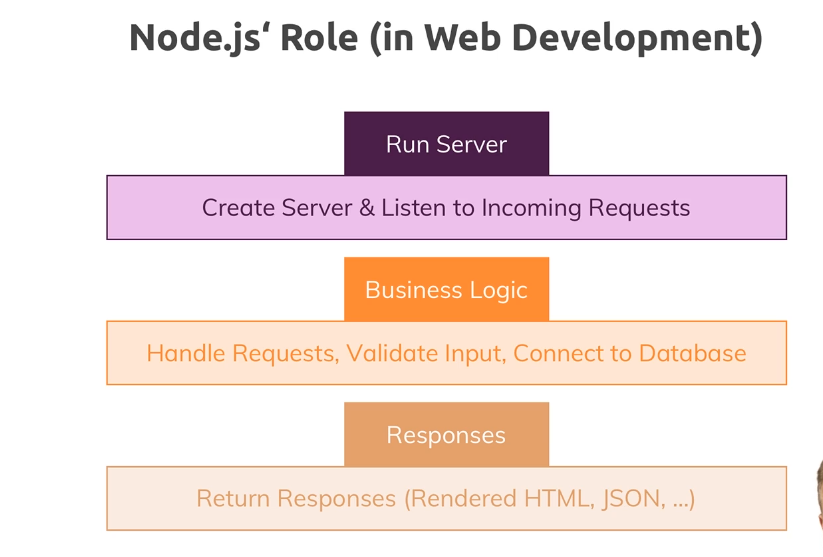 Node.js‘ Role (in Web Development)
Run Server
Create Server & Listen to Incoming Requests
Business Logic
Handle Requests, Validate Input, Connect to Database
Responses
Return Responses (Rendered HTML, JSON, ...)